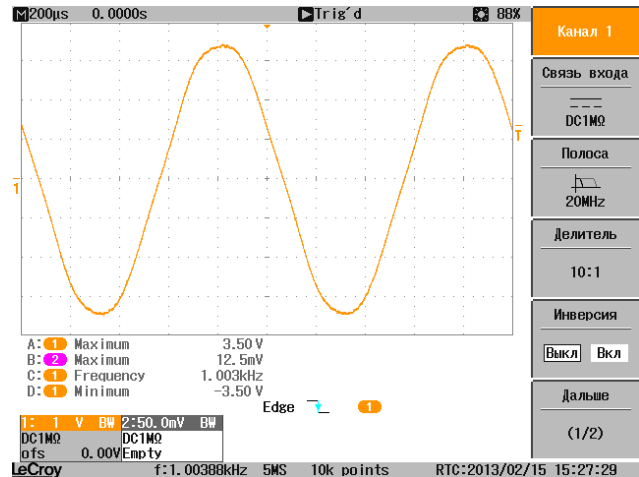 M 200µs 0.0000s Trig´d 88%
Канал 1
Связь входа
DC1MΩ
Полоса
20MHz
Делитель
10:1
Инверсия
Выкл Вкл
Дальше
(1/2)
T
1
A: 1 Maximum 3.50 V
B: 2 Maximum 12.5mV
C: 1 Frequency 1.003kHz
D: 1 Minimum -3.50 V
Edge 1
1: 1 V BW 2:50.0mV BW
DC1MΩ DC1MΩ
ofs 0.00V Empty
LeCroy f:1.00388kHz 5MS 10k points RTC:2013/02/15 15:27:29